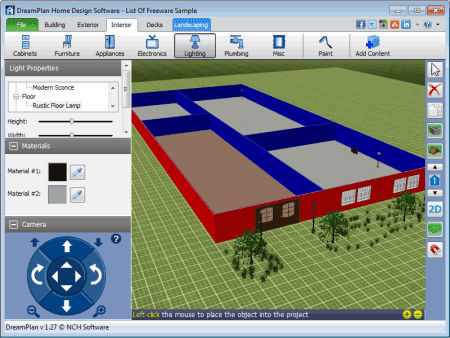 DreamPlan Home Design Software - List Of Freeware Sample
File Building Exterior Interior Decks Landscaping
Cabinets Furniture Appliances Electronics Lighting Plumbing Misc Paint Add Content
Light Properties
Modern Sconce
Floor
Rustic Floor Lamp
Height:
Width:
Materials
Material #1:
Material #2:
Camera
1
2D
Left-click the mouse to place the object into the project
DreamPlan v 1.27 © NCH Software